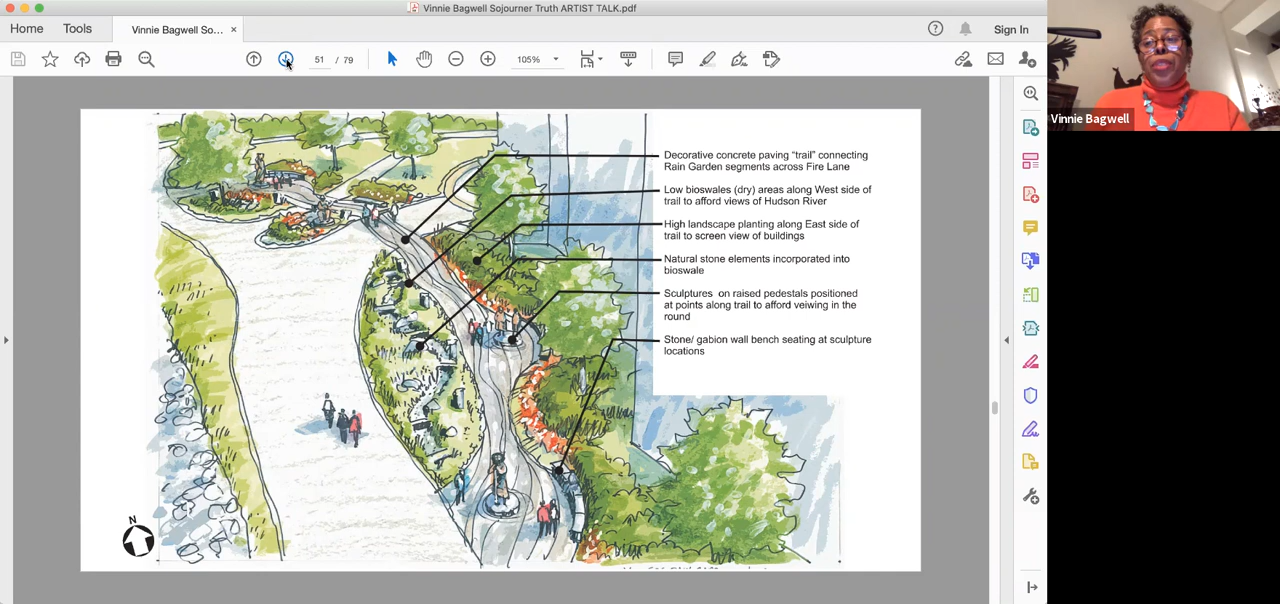 Vinnie Bagwell Sojourner Truth ARTIST TALK.pdf
Home
Tools
Vinnie Bagwell So...
×
Sign In
51 / 79
105%
Vinnie Bagwell
Decorative concrete paving “trail” connecting
Rain Garden segments across Fire Lane
Low bioswales (dry) areas along West side of
trail to afford views of Hudson River
High landscape planting along East side of
trail to screen view of buildings
Natural stone elements incorporated into
bioswale
Sculptures on raised pedestals positioned
at points along trail to afford veiwing in the
round
Stone/ gabion wall bench seating at sculpture
locations
N